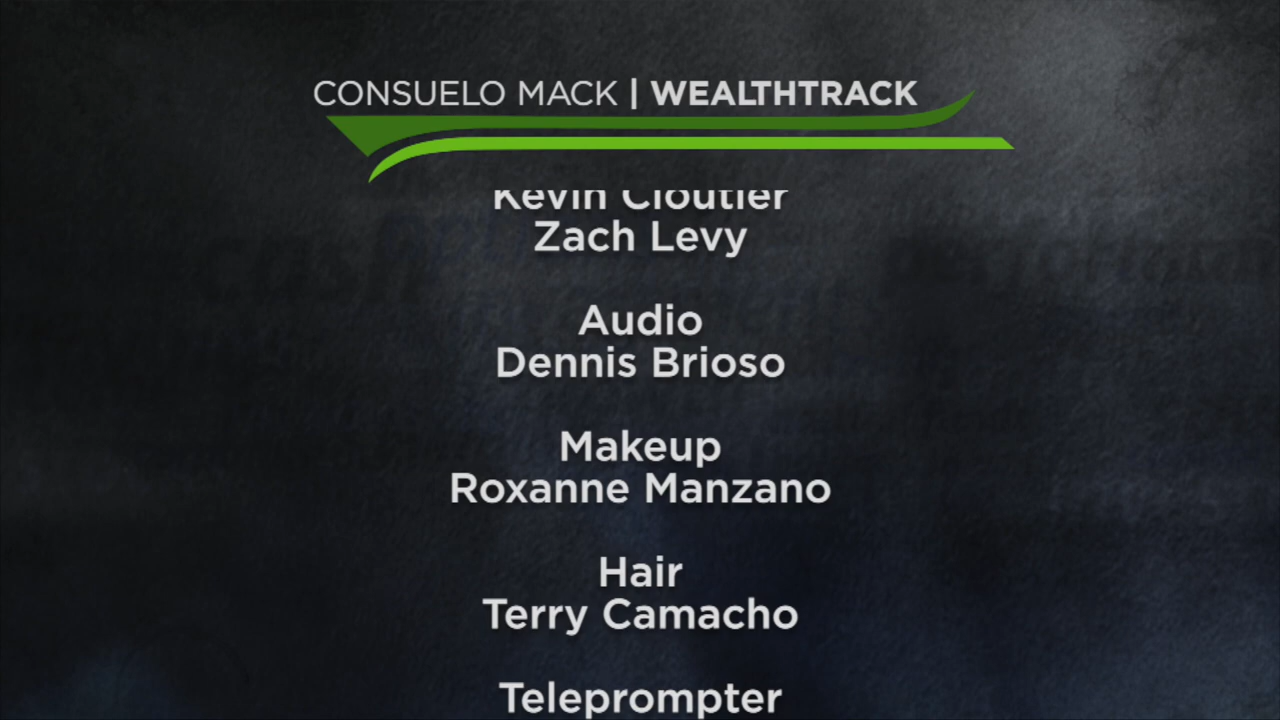 CONSUELO MACK | WEALTHTRACK
Kevin Cloutier
Zach Levy
Audio
Dennis Brioso
Makeup
Roxanne Manzano
Hair
Terry Camacho
Teleprompter